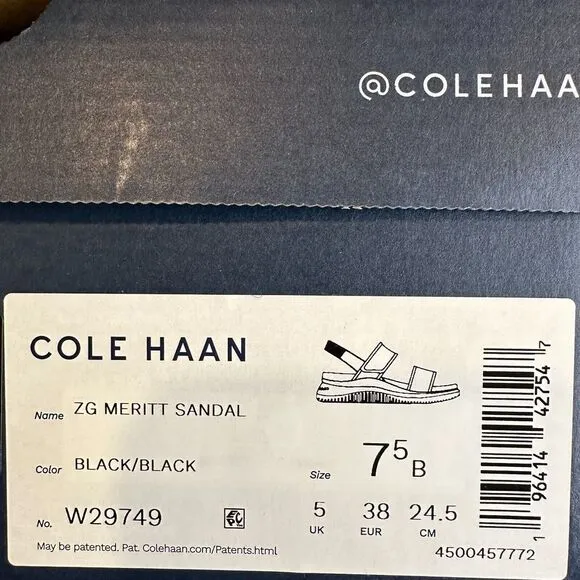 @COLEHAA
COLE HAAN
Name ZG MERITT SANDAL
Color BLACK/BLACK
Size 7⁵ B
No. W29749
5 38 24.5
UK EUR CM
May be patented. Pat. Colehaan.com/Patents.html
4500457772
1 96414 42754 7